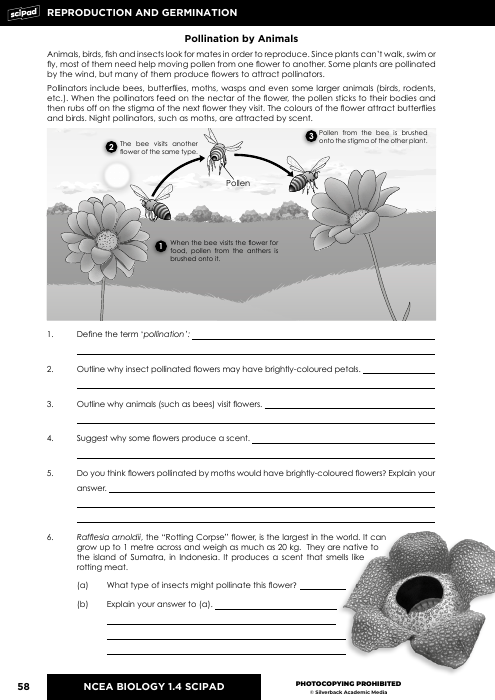 scipad REPRODUCTION AND GERMINATION
Pollination by Animals
Animals, birds, fish and insects look for mates in order to reproduce. Since plants can't walk, swim or
fly, most of them need help moving pollen from one flower to another. Some plants are pollinated
by the wind, but many of them produce flowers to attract pollinators.
Pollinators include bees, butterflies, moths, wasps and even some larger animals (birds, rodents,
etc.). When the pollinators feed on the nectar of the flower, the pollen sticks to their bodies and
then rubs off on the stigma of the next flower they visit. The colours of the flower attract butterflies
and birds. Night pollinators, such as moths, are attracted by scent.
2 The bee visits another
flower of the same type.
3 Pollen from the bee is brushed
onto the stigma of the other plant.
Pollen
1 When the bee visits the flower for
food, pollen from the anthers is
brushed onto it.
1. Define the term 'pollination':
2. Outline why insect pollinated flowers may have brightly-coloured petals.
3. Outline why animals (such as bees) visit flowers.
4. Suggest why some flowers produce a scent.
5. Do you think flowers pollinated by moths would have brightly-coloured flowers? Explain your
answer.
6. Rafflesia arnoldii, the "Rotting Corpse" flower, is the largest in the world. It can
grow up to 1 metre across and weigh as much as 20 kg. They are native to
the island of Sumatra, in Indonesia. It produces a scent that smells like
rotting meat.
(a) What type of insects might pollinate this flower?
(b) Explain your answer to (a).
58 NCEA BIOLOGY 1.4 SCIPAD
PHOTOCOPYING PROHIBITED
© Silverback Academic Media